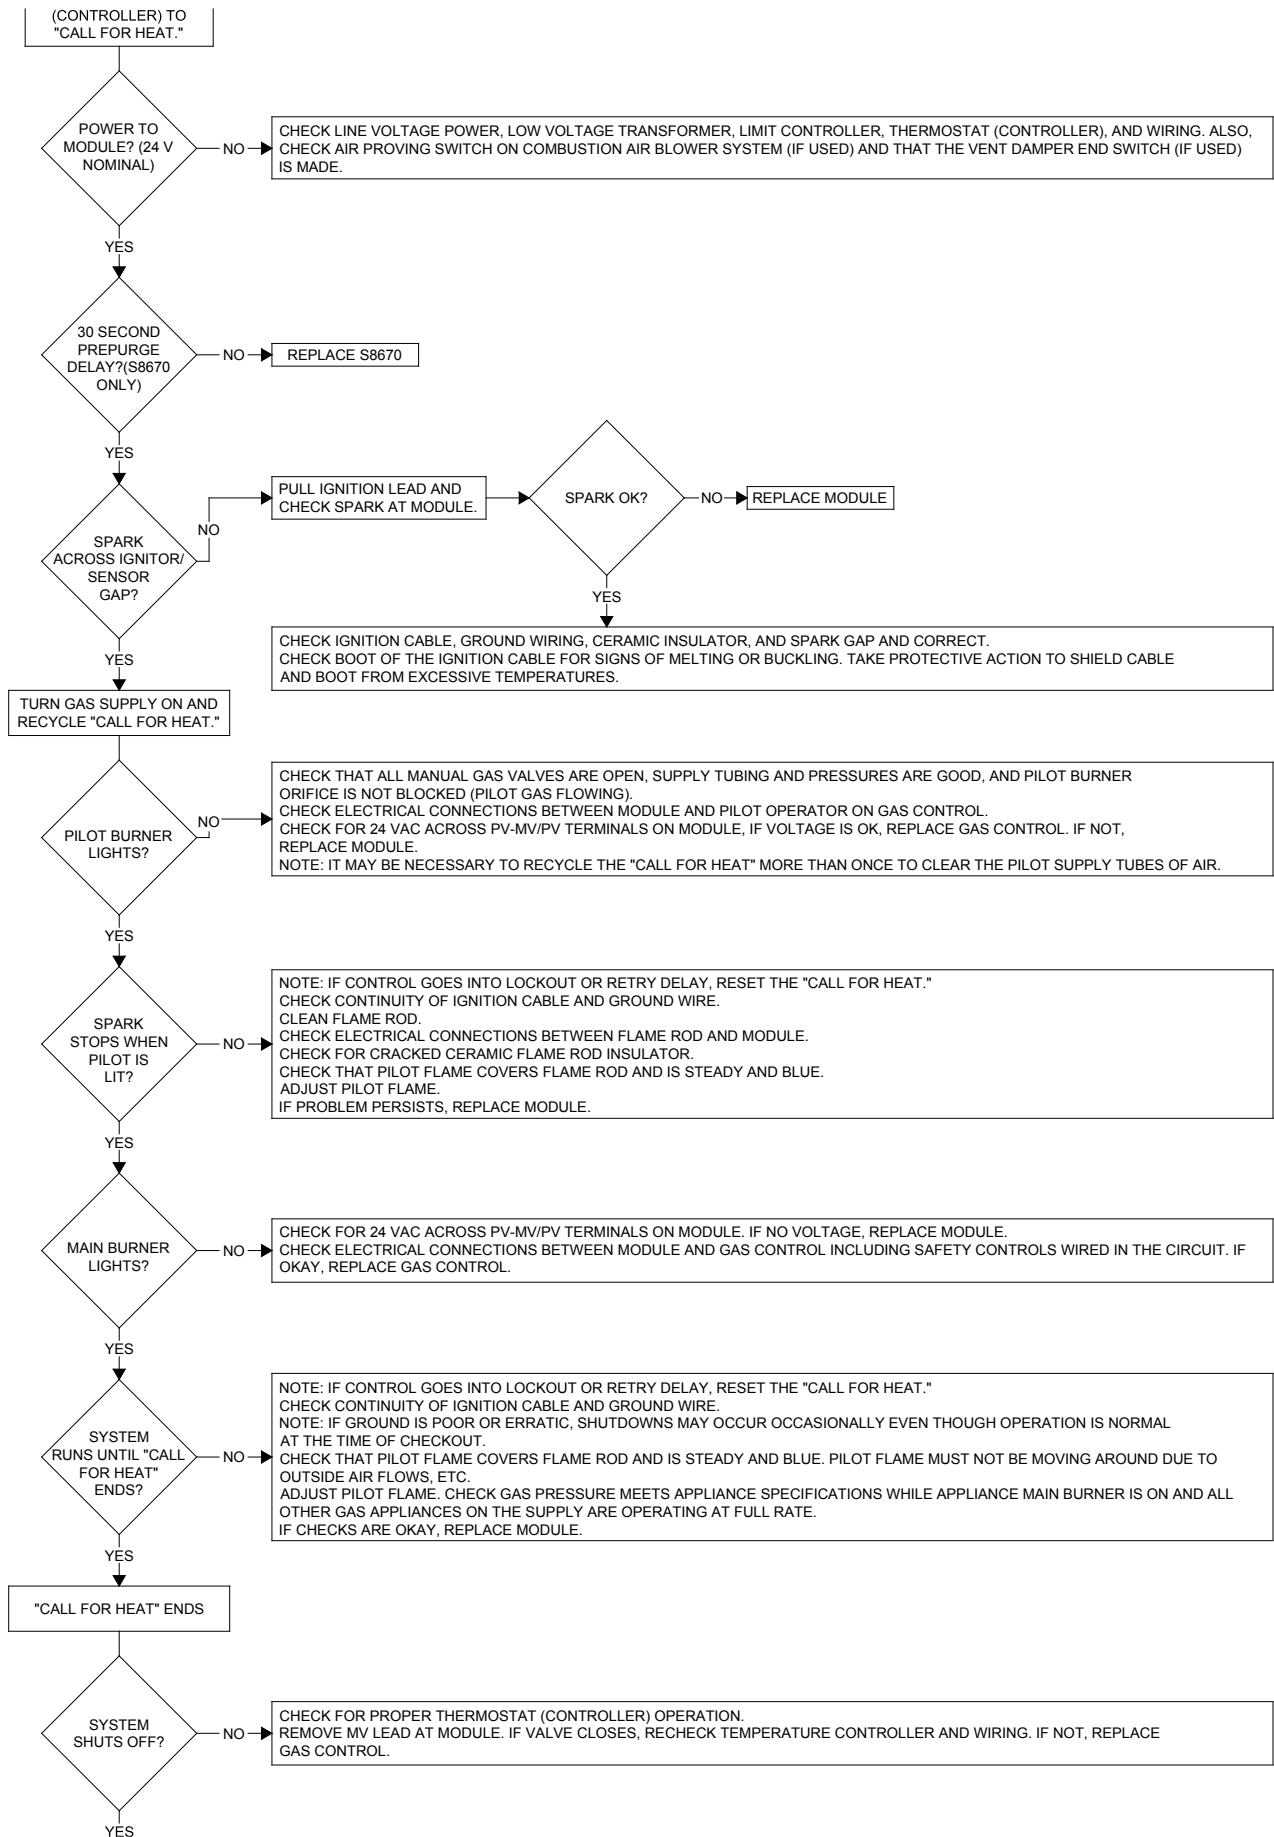 (CONTROLLER) TO
"CALL FOR HEAT."
POWER TO
MODULE? (24 V
NOMINAL)
NO
CHECK LINE VOLTAGE POWER, LOW VOLTAGE TRANSFORMER, LIMIT CONTROLLER, THERMOSTAT (CONTROLLER), AND WIRING. ALSO,
CHECK AIR PROVING SWITCH ON COMBUSTION AIR BLOWER SYSTEM (IF USED) AND THAT THE VENT DAMPER END SWITCH (IF USED)
IS MADE.
YES
30 SECOND
PREPURGE
DELAY?(S8670
ONLY)
NO
REPLACE S8670
YES
SPARK
ACROSS IGNITOR/
SENSOR
GAP?
NO
PULL IGNITION LEAD AND
CHECK SPARK AT MODULE.
SPARK OK?
NO
REPLACE MODULE
YES
CHECK IGNITION CABLE, GROUND WIRING, CERAMIC INSULATOR, AND SPARK GAP AND CORRECT.
CHECK BOOT OF THE IGNITION CABLE FOR SIGNS OF MELTING OR BUCKLING. TAKE PROTECTIVE ACTION TO SHIELD CABLE
AND BOOT FROM EXCESSIVE TEMPERATURES.
YES
TURN GAS SUPPLY ON AND
RECYCLE "CALL FOR HEAT."
PILOT BURNER
LIGHTS?
NO
CHECK THAT ALL MANUAL GAS VALVES ARE OPEN, SUPPLY TUBING AND PRESSURES ARE GOOD, AND PILOT BURNER
ORIFICE IS NOT BLOCKED (PILOT GAS FLOWING).
CHECK ELECTRICAL CONNECTIONS BETWEEN MODULE AND PILOT OPERATOR ON GAS CONTROL.
CHECK FOR 24 VAC ACROSS PV-MV/PV TERMINALS ON MODULE, IF VOLTAGE IS OK, REPLACE GAS CONTROL. IF NOT,
REPLACE MODULE.
NOTE: IT MAY BE NECESSARY TO RECYCLE THE "CALL FOR HEAT" MORE THAN ONCE TO CLEAR THE PILOT SUPPLY TUBES OF AIR.
YES
SPARK
STOPS WHEN
PILOT IS
LIT?
NO
NOTE: IF CONTROL GOES INTO LOCKOUT OR RETRY DELAY, RESET THE "CALL FOR HEAT."
CHECK CONTINUITY OF IGNITION CABLE AND GROUND WIRE.
CLEAN FLAME ROD.
CHECK ELECTRICAL CONNECTIONS BETWEEN FLAME ROD AND MODULE.
CHECK FOR CRACKED CERAMIC FLAME ROD INSULATOR.
CHECK THAT PILOT FLAME COVERS FLAME ROD AND IS STEADY AND BLUE.
ADJUST PILOT FLAME.
IF PROBLEM PERSISTS, REPLACE MODULE.
YES
MAIN BURNER
LIGHTS?
NO
CHECK FOR 24 VAC ACROSS PV-MV/PV TERMINALS ON MODULE. IF NO VOLTAGE, REPLACE MODULE.
CHECK ELECTRICAL CONNECTIONS BETWEEN MODULE AND GAS CONTROL INCLUDING SAFETY CONTROLS WIRED IN THE CIRCUIT. IF
OKAY, REPLACE GAS CONTROL.
YES
SYSTEM
RUNS UNTIL "CALL
FOR HEAT"
ENDS?
NO
NOTE: IF CONTROL GOES INTO LOCKOUT OR RETRY DELAY, RESET THE "CALL FOR HEAT."
CHECK CONTINUITY OF IGNITION CABLE AND GROUND WIRE.
NOTE: IF GROUND IS POOR OR ERRATIC, SHUTDOWNS MAY OCCUR OCCASIONALLY EVEN THOUGH OPERATION IS NORMAL
AT THE TIME OF CHECKOUT.
CHECK THAT PILOT FLAME COVERS FLAME ROD AND IS STEADY AND BLUE. PILOT FLAME MUST NOT BE MOVING AROUND DUE TO
OUTSIDE AIR FLOWS, ETC.
ADJUST PILOT FLAME. CHECK GAS PRESSURE MEETS APPLIANCE SPECIFICATIONS WHILE APPLIANCE MAIN BURNER IS ON AND ALL
OTHER GAS APPLIANCES ON THE SUPPLY ARE OPERATING AT FULL RATE.
IF CHECKS ARE OKAY, REPLACE MODULE.
YES
"CALL FOR HEAT" ENDS
SYSTEM
SHUTS OFF?
NO
CHECK FOR PROPER THERMOSTAT (CONTROLLER) OPERATION.
REMOVE MV LEAD AT MODULE. IF VALVE CLOSES, RECHECK TEMPERATURE CONTROLLER AND WIRING. IF NOT, REPLACE
GAS CONTROL.
YES